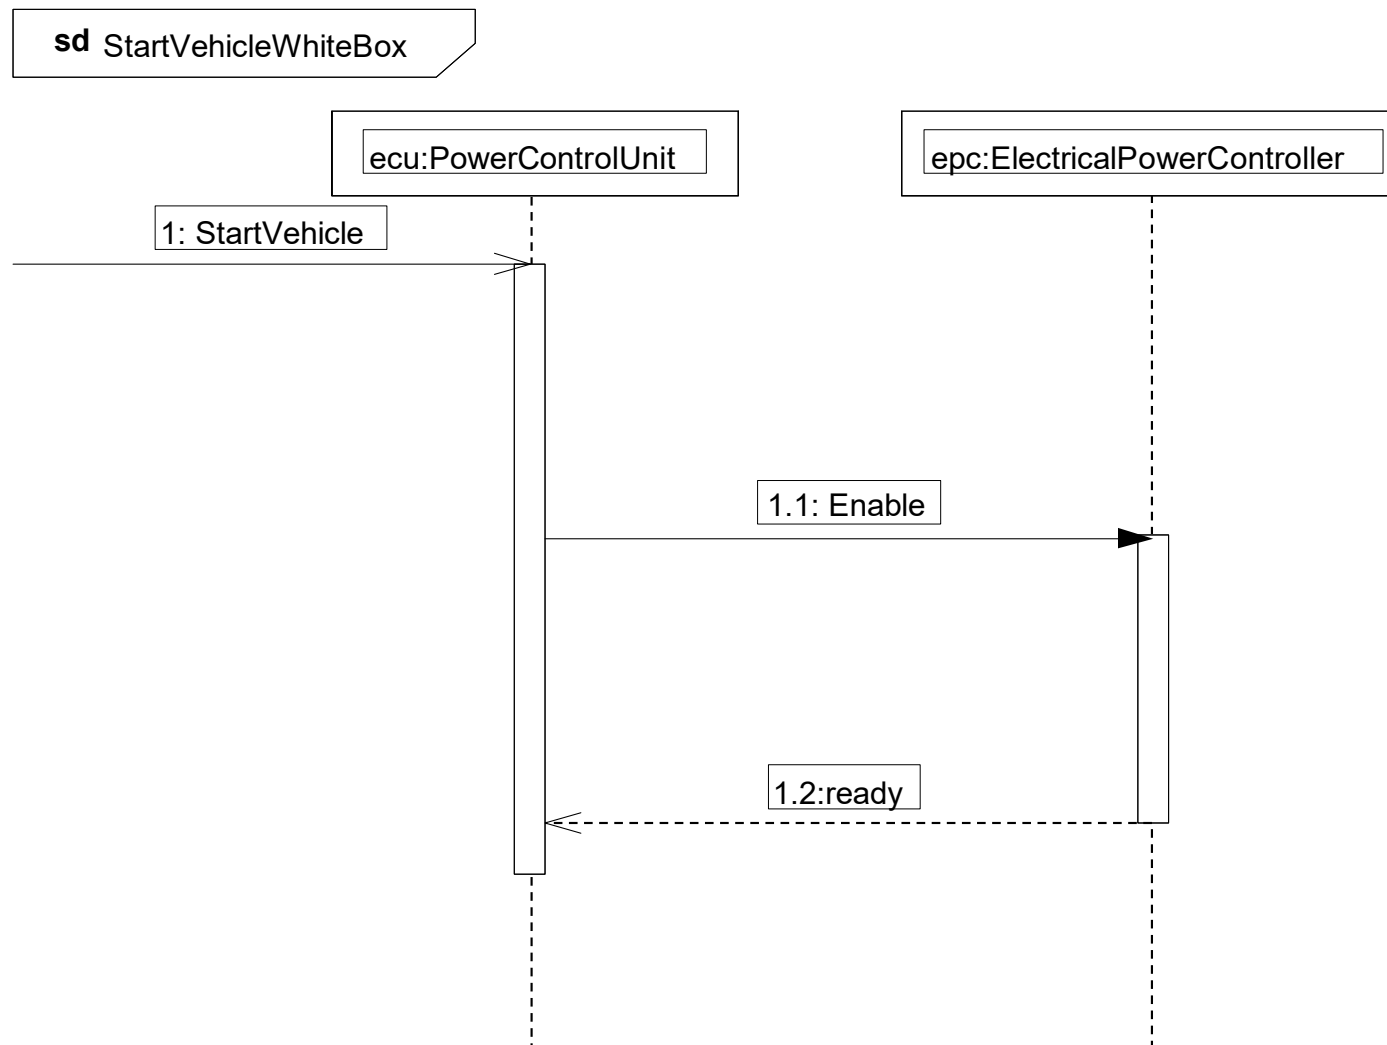 sd StartVehicleWhiteBox
ecu:PowerControlUnit
epc:ElectricalPowerController
1: StartVehicle
1.1: Enable
1.2:ready